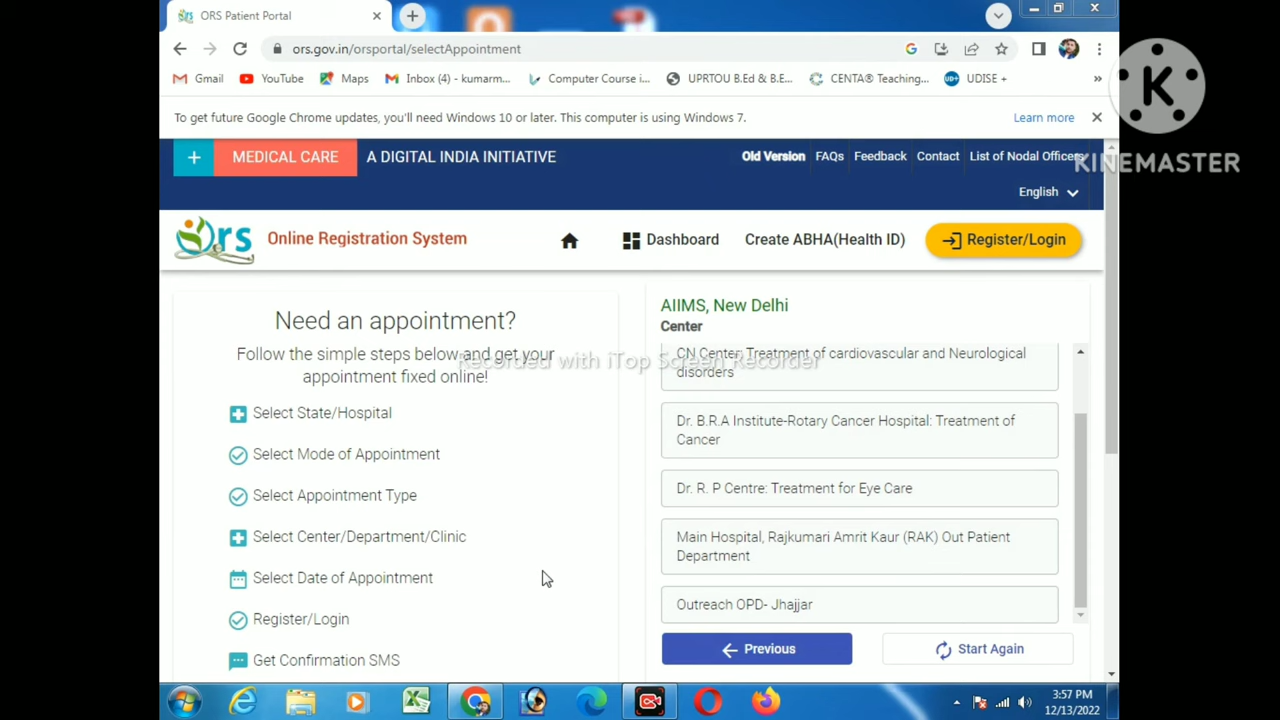 ORS Patient Portal
ors.gov.in/orsportal/selectAppointment
Gmail
YouTube
Maps
Inbox (4) - kumarm...
Computer Course i...
UPRTOU B.Ed & B.E...
CENTA® Teaching...
UDISE +
»
To get future Google Chrome updates, you'll need Windows 10 or later. This computer is using Windows 7.
Learn more
K
KINEMASTER
+ MEDICAL CARE
A DIGITAL INDIA INITIATIVE
Old Version
FAQs
Feedback
Contact
List of Nodal Officers
English
Ors
Online Registration System
Dashboard
Create ABHA(Health ID)
Register/Login
Need an appointment?
Follow the simple steps below and get your
appointment fixed online!
Select State/Hospital
Select Mode of Appointment
Select Appointment Type
Select Center/Department/Clinic
Select Date of Appointment
Register/Login
Get Confirmation SMS
Recorded with iTop Screen Recorder
AIIMS, New Delhi
Center
CN Center: Treatment of cardiovascular and Neurological
disorders
Dr. B.R.A Institute-Rotary Cancer Hospital: Treatment of
Cancer
Dr. R. P Centre: Treatment for Eye Care
Main Hospital, Rajkumari Amrit Kaur (RAK) Out Patient
Department
Outreach OPD- Jhajjar
Previous
Start Again
3:57 PM
12/13/2022